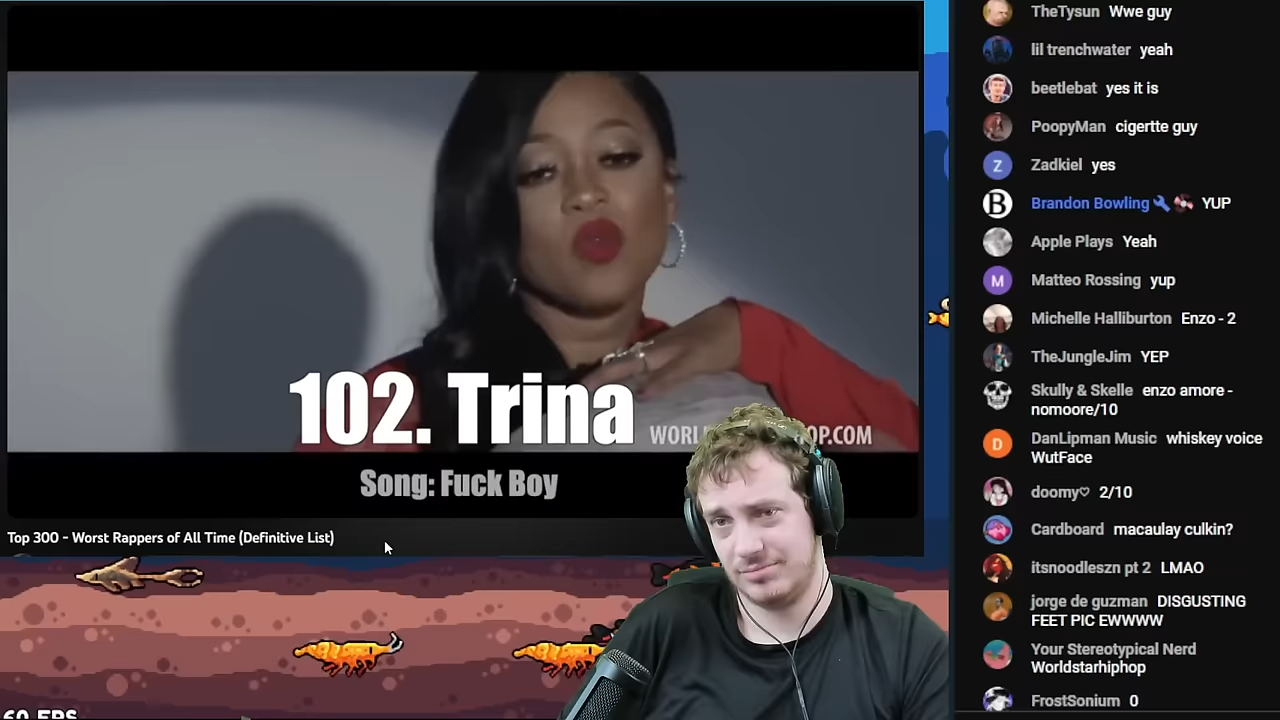 102. Trina
WORL OP.COM
Song: Fuck Boy
Top 300 - Worst Rappers of All Time (Definitive List)
60 FPS
TheTysun Wwe guy
lil trenchwater yeah
beetlebat yes it is
PoopyMan cigertte guy
Z
Zadkiel yes
B
Brandon Bowling YUP
Apple Plays Yeah
M
Matteo Rossing yup
Michelle Halliburton Enzo - 2
TheJungleJim YEP
Skully & Skelle enzo amore -
nomoore/10
D
DanLipman Music whiskey voice
WutFace
doomy♡ 2/10
Cardboard macaulay culkin?
itsnoodleszn pt 2 LMAO
jorge de guzman DISGUSTING
FEET PIC EWWWW
Your Stereotypical Nerd
Worldstarhiphop
FrostSonium 0